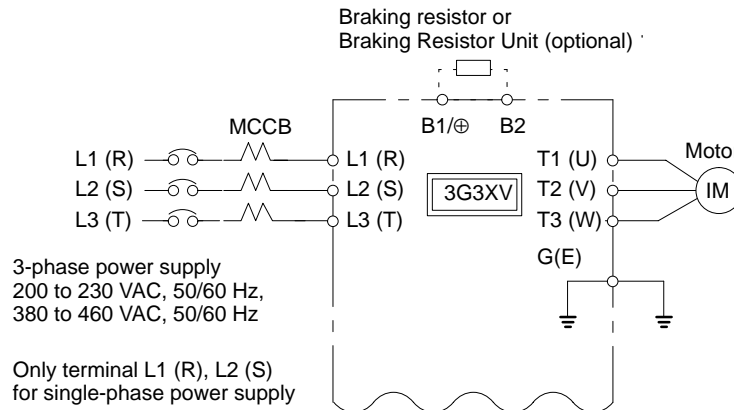 Braking resistor or
Braking Resistor Unit (optional)
B1/⊕ B2
MCCB
L1 (R) L1 (R) T1 (U) Moto
L2 (S) L2 (S) 3G3XV T2 (V) IM
L3 (T) L3 (T) T3 (W)
G(E)
3-phase power supply
200 to 230 VAC, 50/60 Hz,
380 to 460 VAC, 50/60 Hz
Only terminal L1 (R), L2 (S)
for single-phase power supply